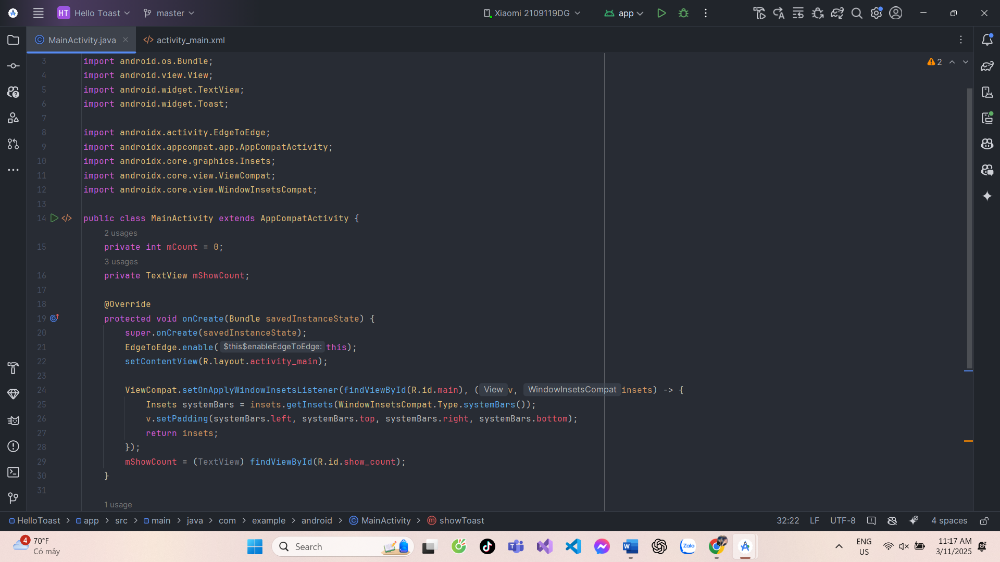 HT Hello Toast master Xiaomi 2109119DG app
MainActivity.java activity_main.xml
2
3 import android.os.Bundle;
4 import android.view.View;
5 import android.widget.TextView;
6 import android.widget.Toast;
7
8 import androidx.activity.EdgeToEdge;
9 import androidx.appcompat.app.AppCompatActivity;
10 import androidx.core.graphics.Insets;
11 import androidx.core.view.ViewCompat;
12 import androidx.core.view.WindowInsetsCompat;
13
14 </> public class MainActivity extends AppCompatActivity {
2 usages
15 private int mCount = 0;
3 usages
16 private TextView mShowCount;
17
18 @Override
19 protected void onCreate(Bundle savedInstanceState) {
20 super.onCreate(savedInstanceState);
21 EdgeToEdge.enable( $this$enableEdgeToEdge: this);
22 setContentView(R.layout.activity_main);
23
24 ViewCompat.setOnApplyWindowInsetsListener(findViewById(R.id.main), ( View v, WindowInsetsCompat insets) -> {
25 Insets systemBars = insets.getInsets(WindowInsetsCompat.Type.systemBars());
26 v.setPadding(systemBars.left, systemBars.top, systemBars.right, systemBars.bottom);
27 return insets;
28 });
29 mShowCount = (TextView) findViewById(R.id.show_count);
30 }
31
1 usage
HelloToast > app > src > main > java > com > example > android > MainActivity > showToast 32:22 LF UTF-8 4 spaces
4 70°F
Có mây
Search
Zalo
ENG
US
11:17 AM
3/11/2025